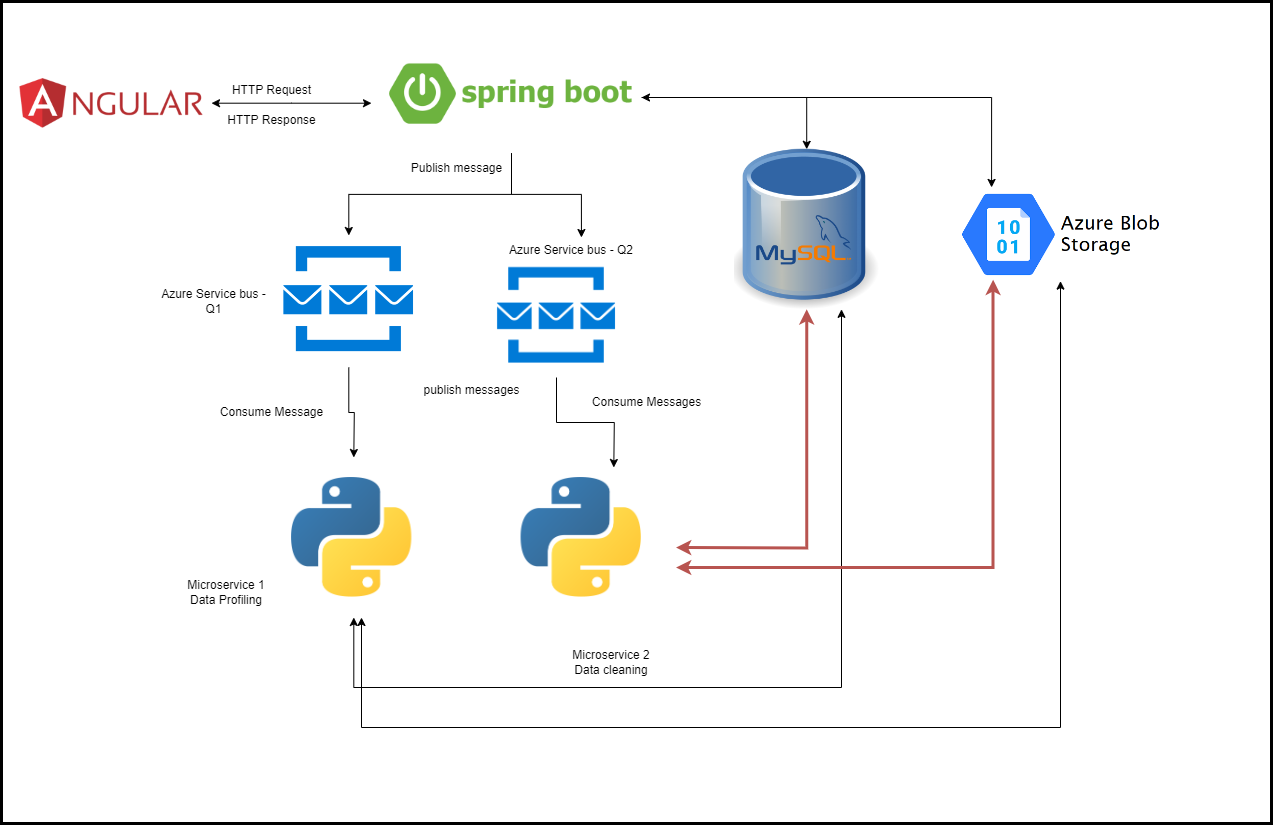 ANGULAR
HTTP Request
HTTP Response
spring boot
Publish message
Azure Service bus - Q2
Azure Service bus -
Q1
MySQL
10
01
Azure Blob
Storage
publish messages
Consume Messages
Consume Message
Microservice 1
Data Profiling
Microservice 2
Data cleaning